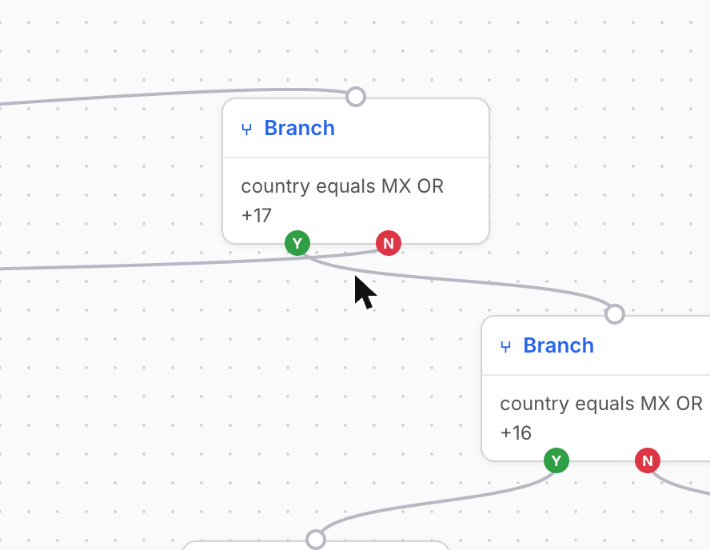 Branch
country equals MX OR
+17
Y
N
Branch
country equals MX OR
+16
Y
N